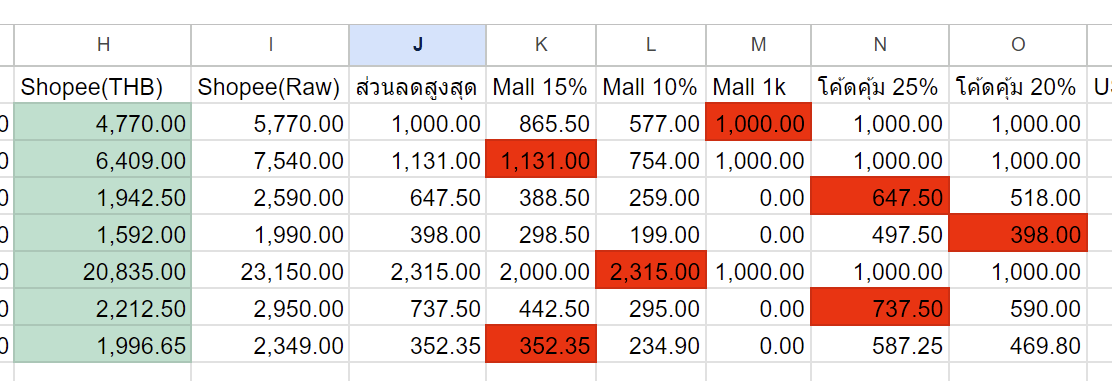 H I J K L M N O
Shopee(THB) Shopee(Raw) ส่วนลดสูงสุด Mall 15% Mall 10% Mall 1k โค้ดคุ้ม 25% โค้ดคุ้ม 20%
0 4,770.00 5,770.00 1,000.00 865.50 577.00 1,000.00 1,000.00 1,000.00
0 6,409.00 7,540.00 1,131.00 1,131.00 754.00 1,000.00 1,000.00 1,000.00
0 1,942.50 2,590.00 647.50 388.50 259.00 0.00 647.50 518.00
0 1,592.00 1,990.00 398.00 298.50 199.00 0.00 497.50 398.00
0 20,835.00 23,150.00 2,315.00 2,000.00 2,315.00 1,000.00 1,000.00 1,000.00
0 2,212.50 2,950.00 737.50 442.50 295.00 0.00 737.50 590.00
0 1,996.65 2,349.00 352.35 352.35 234.90 0.00 587.25 469.80